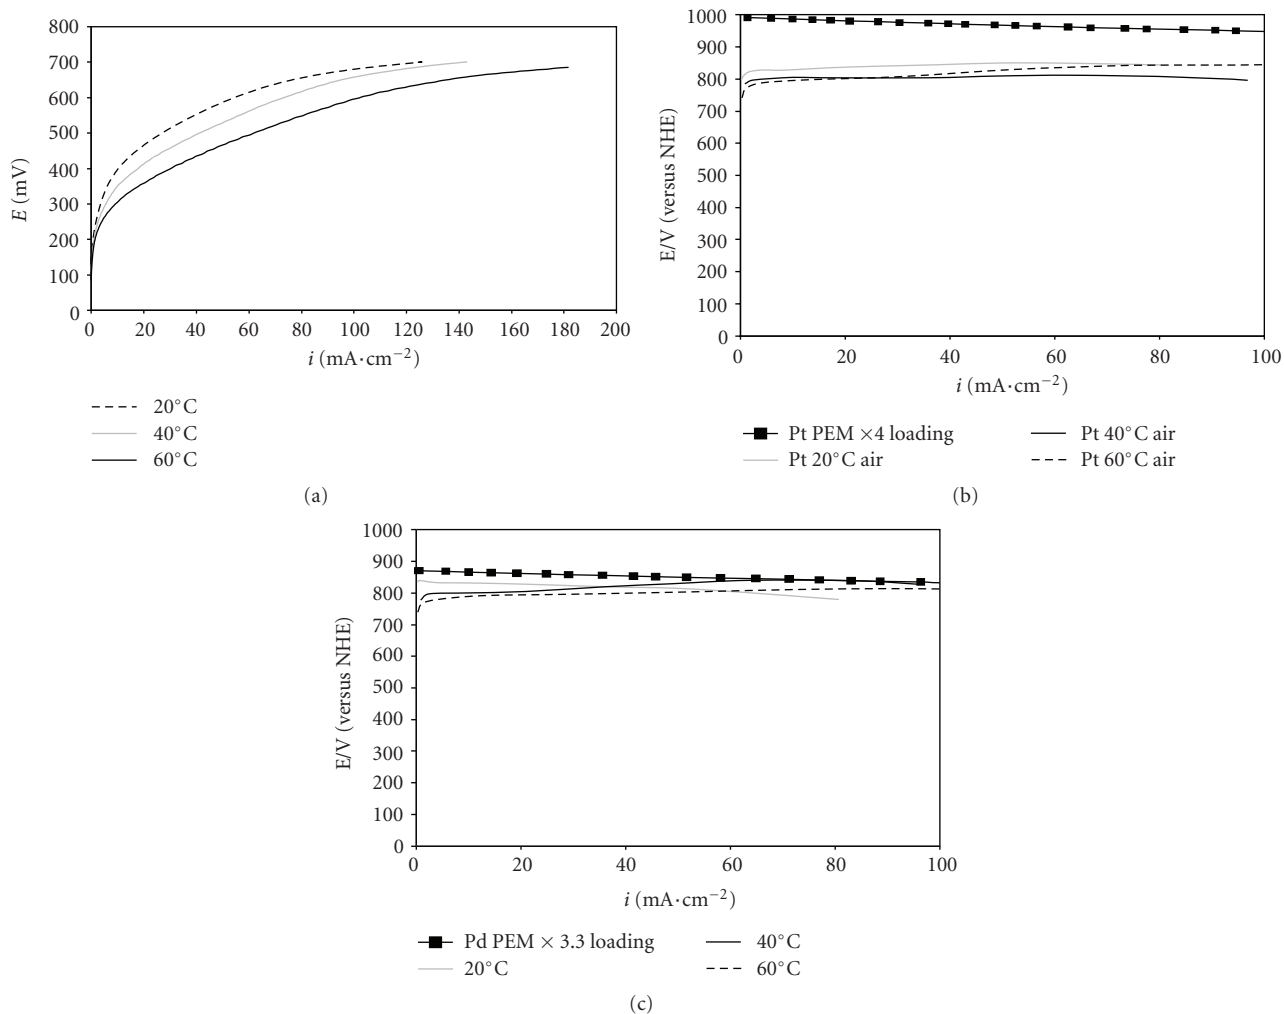 800
700
600
500
400
300
200
100
0
E (mV)
0 20 40 60 80 100 120 140 160 180 200
i (mA·cm−2)
20°C
40°C
60°C
(a)
1000
900
800
700
600
500
400
300
200
100
0
E/V (versus NHE)
0 20 40 60 80 100
i (mA·cm−2)
Pt PEM ×4 loading
Pt 20°C air
Pt 40°C air
Pt 60°C air
(b)
1000
900
800
700
600
500
400
300
200
100
0
E/V (versus NHE)
0 20 40 60 80 100
i (mA·cm−2)
Pd PEM × 3.3 loading
20°C
40°C
60°C
(c)